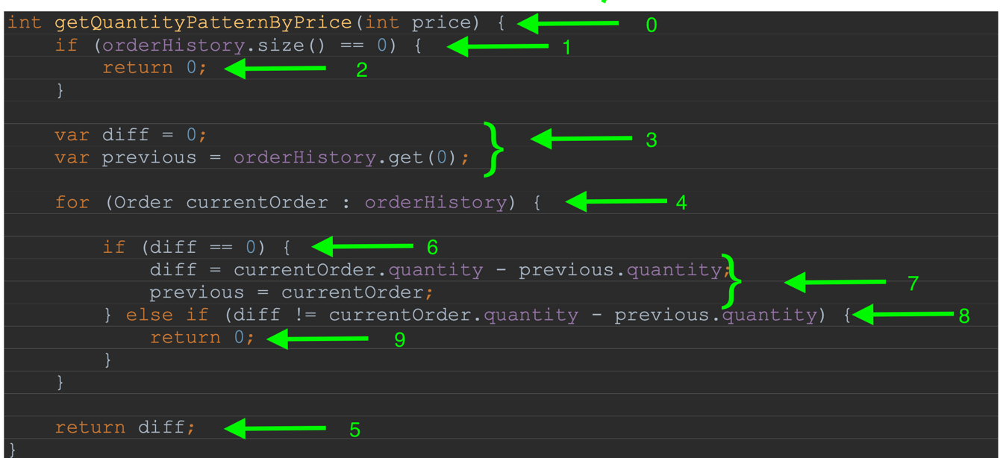 int getQuantityPatternByPrice(int price) { 0
if (orderHistory.size() == 0) { 1
return 0; 2
}
var diff = 0;
var previous = orderHistory.get(0); } 3
for (Order currentOrder : orderHistory) { 4
if (diff == 0) { 6
diff = currentOrder.quantity - previous.quantity;
previous = currentOrder; } 7
} else if (diff != currentOrder.quantity - previous.quantity) { 8
return 0; 9
}
}
return diff; 5
}